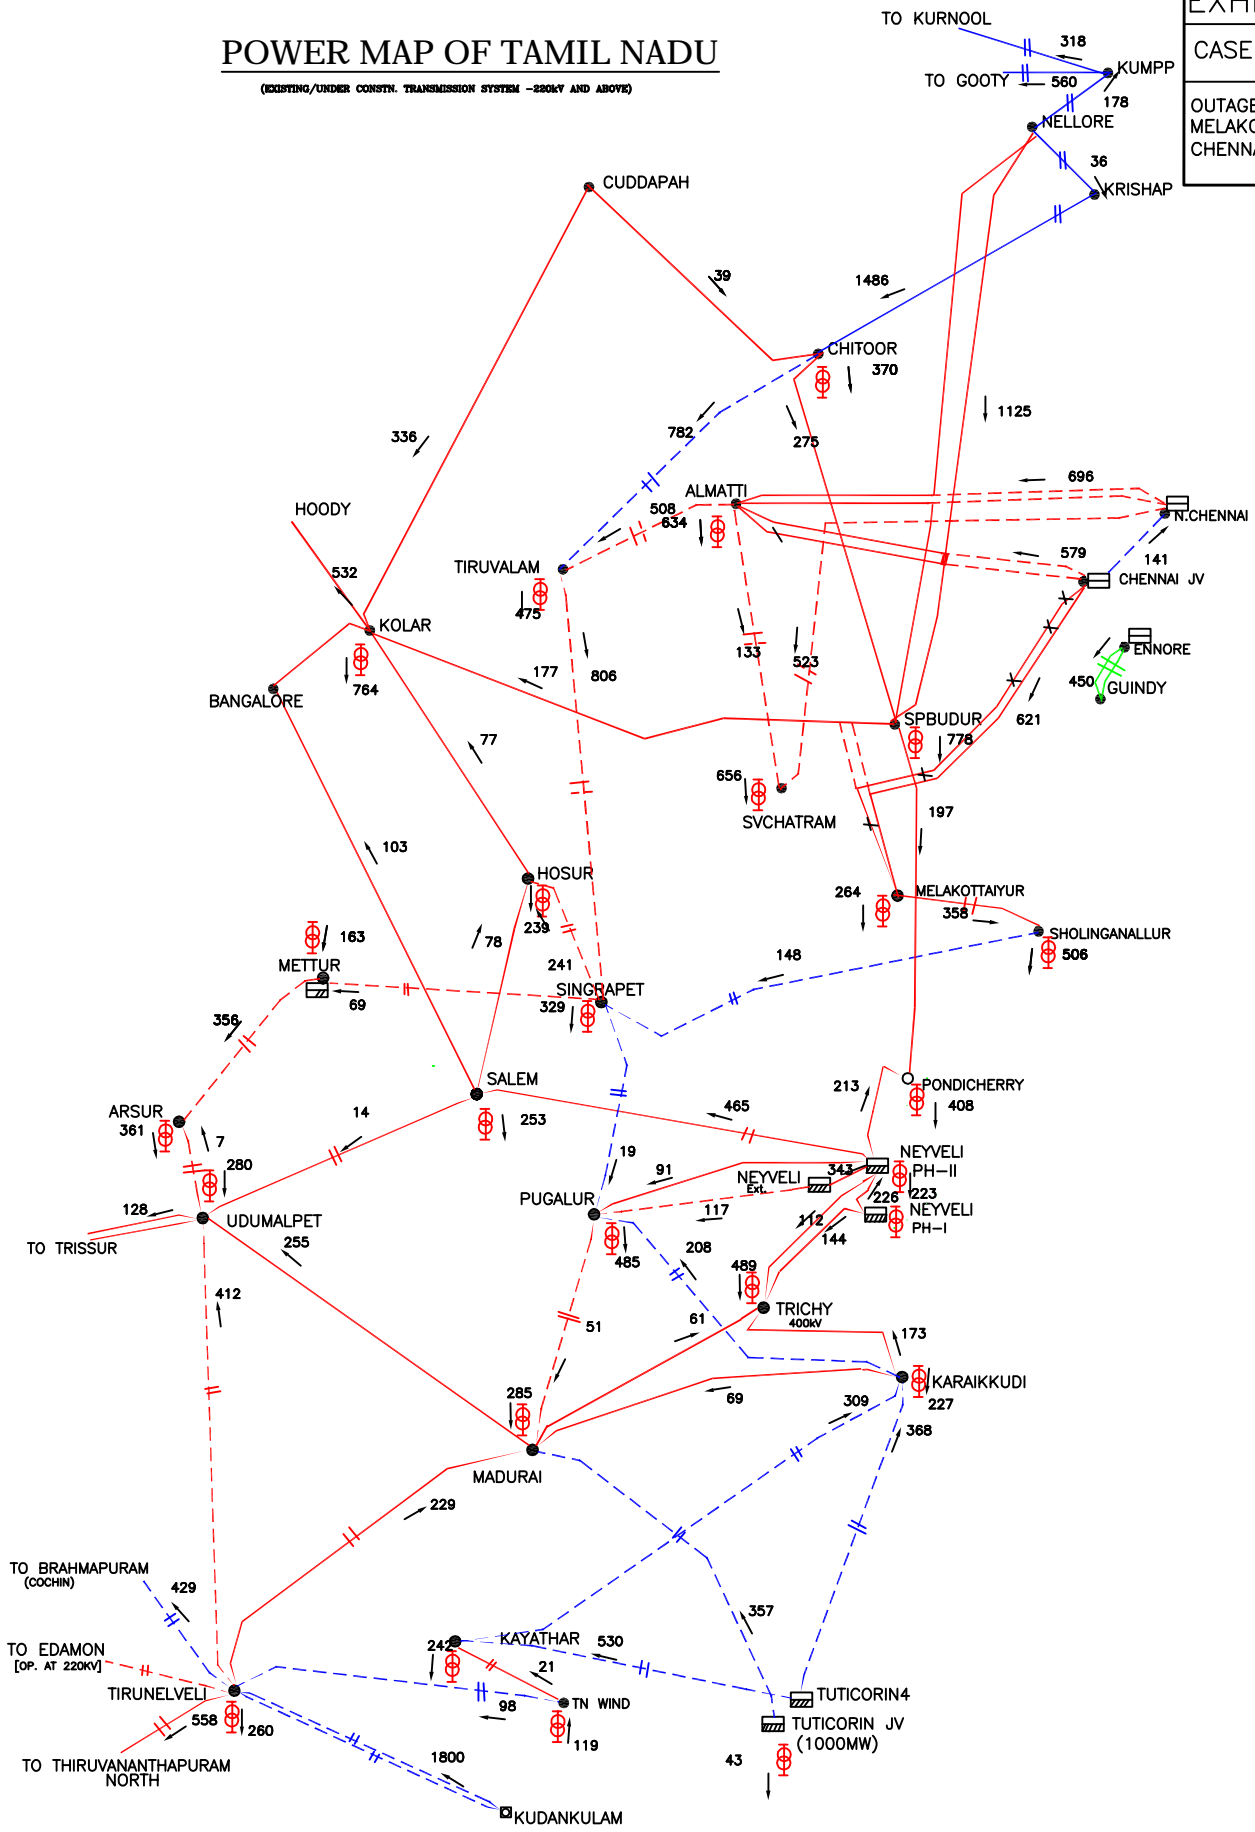 EXH
TO KURNOOL
318
POWER MAP OF TAMIL NADU
CASE
KUMPP
TO GOOTY
560
(EXISTING/UNDER CONSTN. TRANSMISSION SYSTEM -220kV AND ABOVE)
178
OUTAGE
NELLORE
MELAKO
CHENNA
36
CUDDAPAH
KRISHAP
39
1486
CHITOOR
370
1125
782
275
336
696
ALMATTI
HOODY
508
634
N.CHENNAI
579
141
TIRUVALAM
532
CHENNAI JV
475
KOLAR
133
523
ENNORE
177
806
450
764
GUINDY
BANGALORE
621
SPBUDUR
778
77
656
SVCHATRAM
197
103
HOSUR
264
MELAKOTTAIYUR
358
239
SHOLINGANALLUR
163
78
148
506
METTUR
241
SINGRAPET
69
329
356
SALEM
PONDICHERRY
213
ARSUR
14
465
253
408
361
7
19
280
91
343
NEYVELI
PH-II
NEYVELI
Ext.
PUGALUR
226
223
128
UDUMALPET
117
112
NEYVELI
PH-I
TO TRISSUR
255
208
144
485
489
412
TRICHY
400kV
51
61
173
KARAIKKUDI
285
69
309
227
368
MADURAI
229
TO BRAHMAPURAM
(COCHIN)
429
357
TO EDAMON
[OP. AT 220KV]
242
KAYATHAR
530
21
TIRUNELVELI
98
TN WIND
TUTICORIN4
558
260
TUTICORIN JV
(1000MW)
119
43
TO THIRUVANANTHAPURAM
NORTH
1800
KUDANKULAM